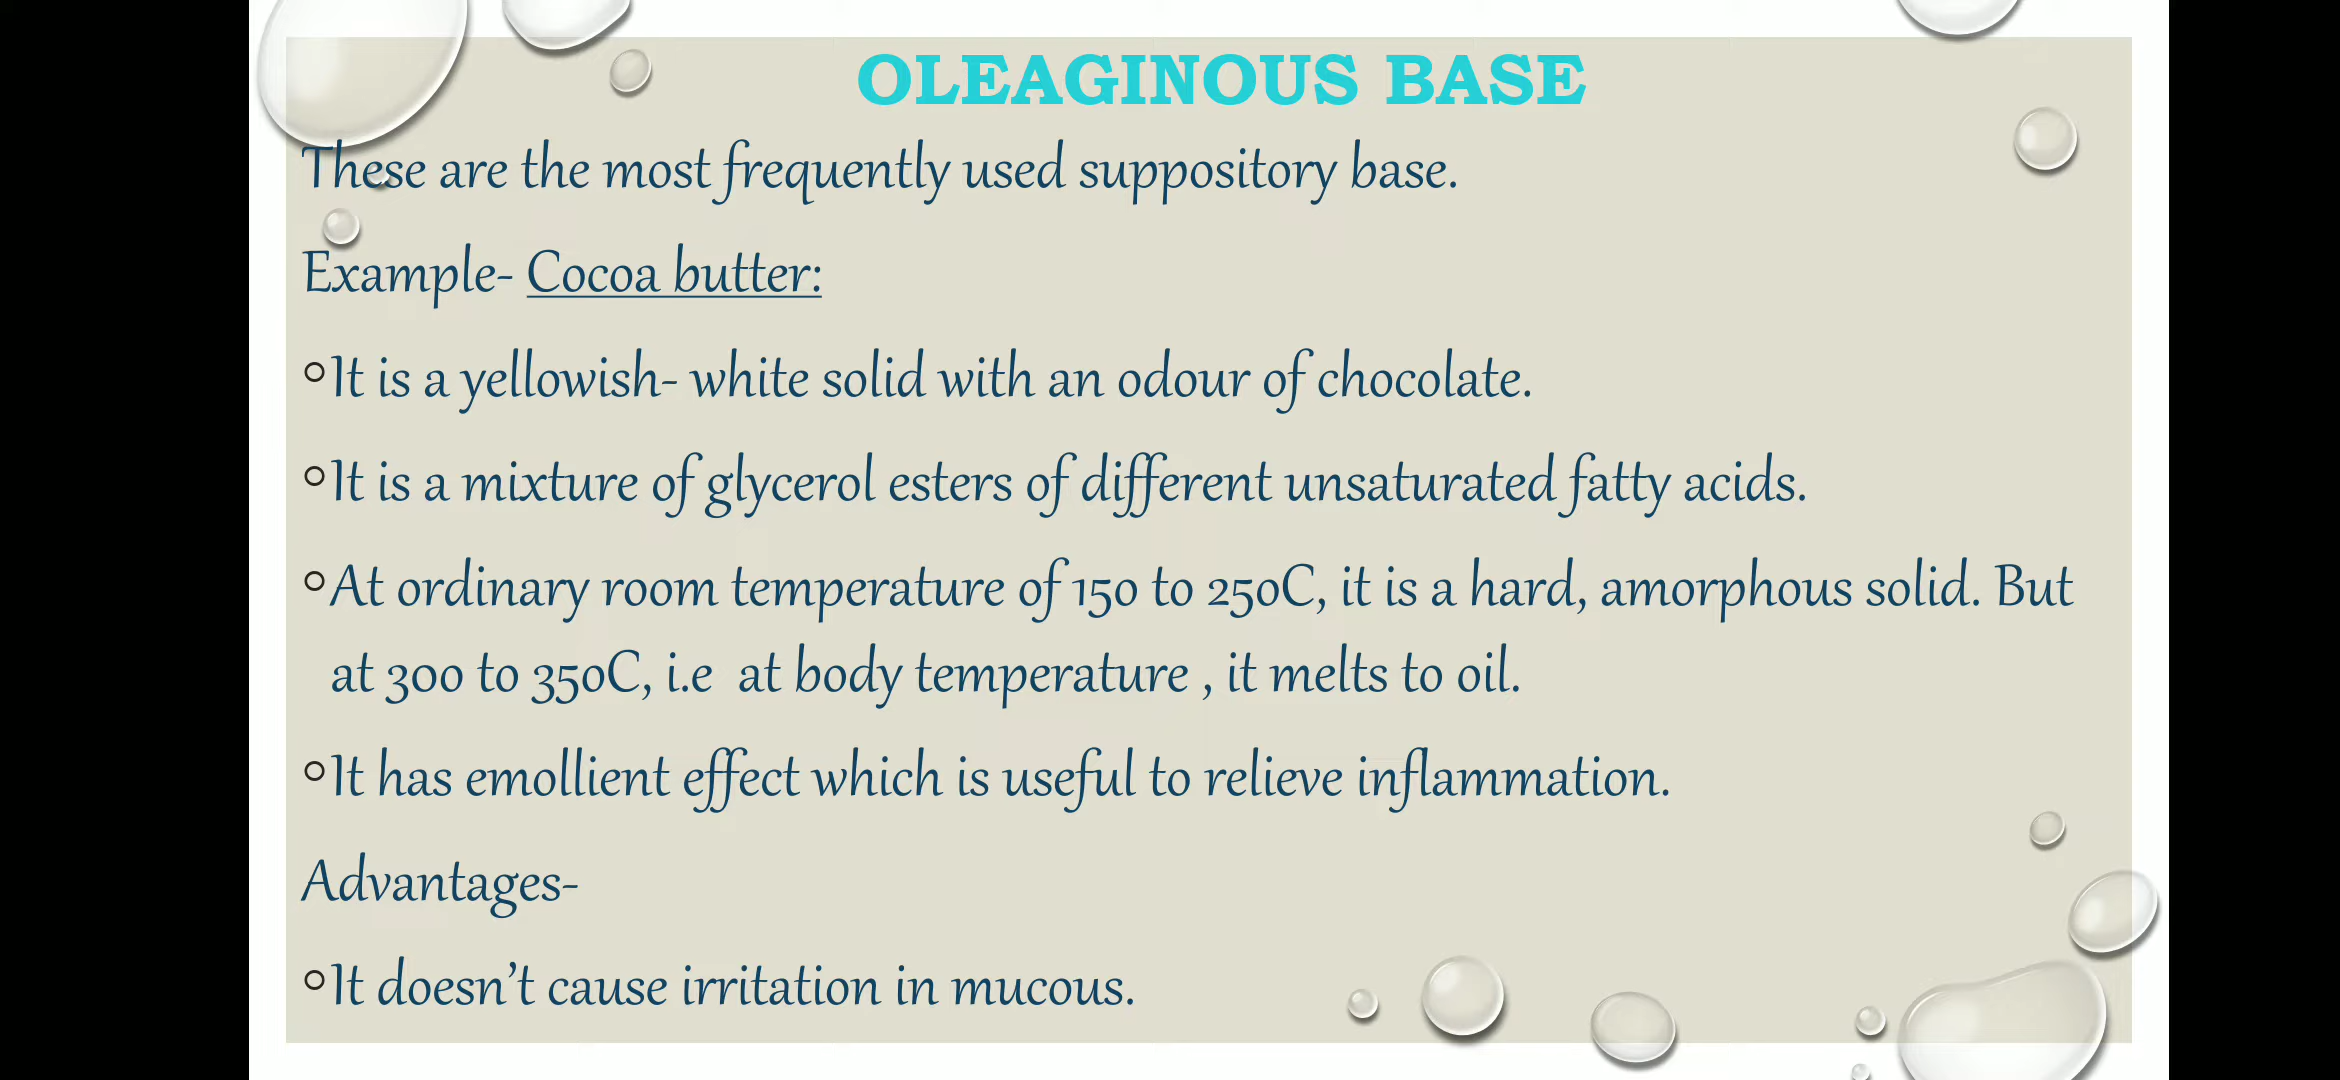 OLEAGINOUS BASE
These are the most frequently used suppository base.
Example- Cocoa butter:
It is a yellowish- white solid with an odour of chocolate.
It is a mixture of glycerol esters of different unsaturated fatty acids.
At ordinary room temperature of 150 to 250C, it is a hard, amorphous solid. But
at 300 to 350C, i.e  at body temperature , it melts to oil.
It has emollient effect which is useful to relieve inflammation.
Advantages-
It doesn’t cause irritation in mucous.